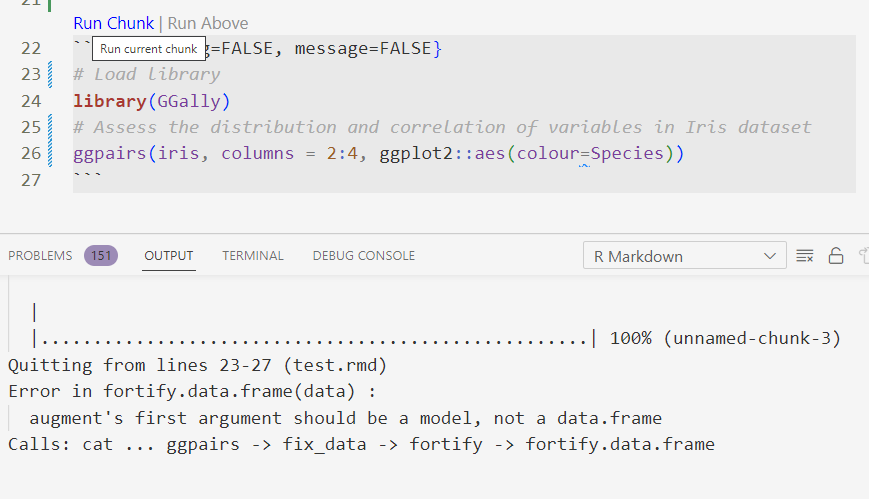 21
Run Chunk | Run Above
22 `` Run current chunk g=FALSE, message=FALSE}
23 # Load library
24 library(GGally)
25 # Assess the distribution and correlation of variables in Iris dataset
26 ggpairs(iris, columns = 2:4, ggplot2::aes(colour=Species))
27 ```
PROBLEMS 151 OUTPUT TERMINAL DEBUG CONSOLE R Markdown
|
|....................................................| 100% (unnamed-chunk-3)
Quitting from lines 23-27 (test.rmd)
Error in fortify.data.frame(data) :
augment's first argument should be a model, not a data.frame
Calls: cat ... ggpairs -> fix_data -> fortify -> fortify.data.frame